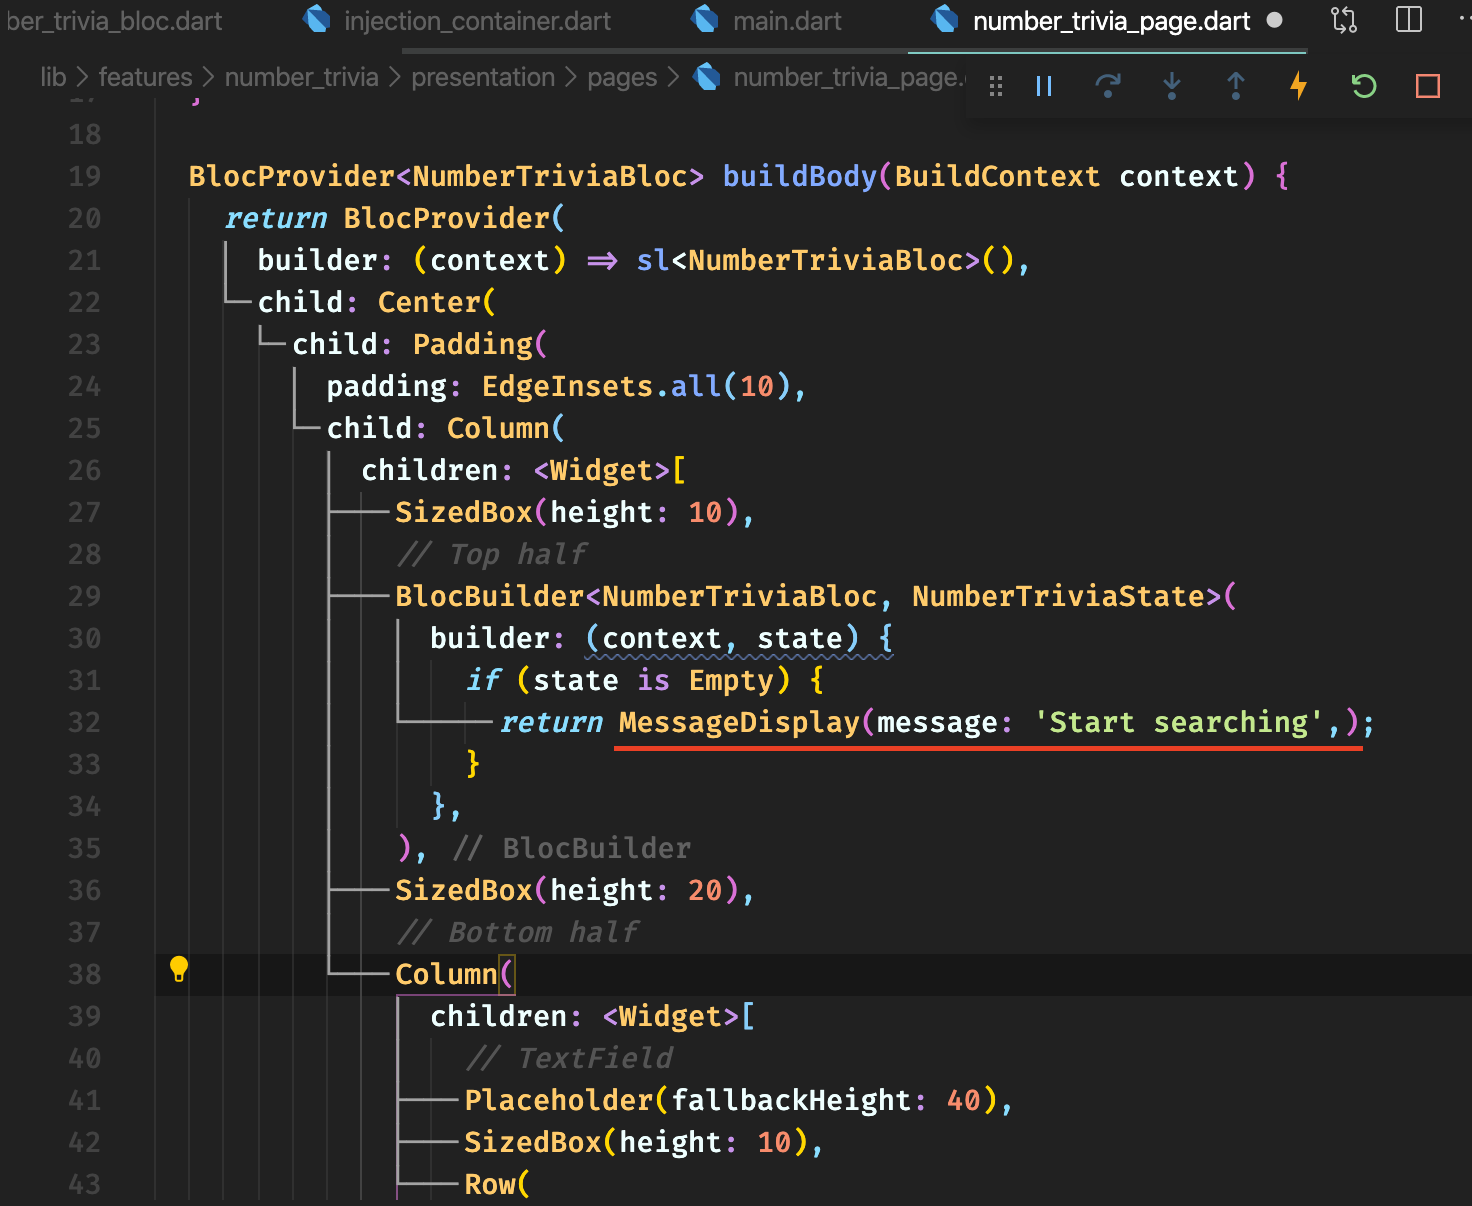 ber_trivia_bloc.dart injection_container.dart main.dart number_trivia_page.dart
lib > features > number_trivia > presentation > pages > number_trivia_page.
17 }
18
19 BlocProvider<NumberTriviaBloc> buildBody(BuildContext context) {
20 return BlocProvider(
21 builder: (context) => sl<NumberTriviaBloc>(),
22 child: Center(
23 child: Padding(
24 padding: EdgeInsets.all(10),
25 child: Column(
26 children: <Widget>[
27 SizedBox(height: 10),
28 // Top half
29 BlocBuilder<NumberTriviaBloc, NumberTriviaState>(
30 builder: (context, state) {
31 if (state is Empty) {
32 return MessageDisplay(message: 'Start searching',);
33 }
34 },
35 ), // BlocBuilder
36 SizedBox(height: 20),
37 // Bottom half
38 Column(
39 children: <Widget>[
40 // TextField
41 Placeholder(fallbackHeight: 40),
42 SizedBox(height: 10),
43 Row(